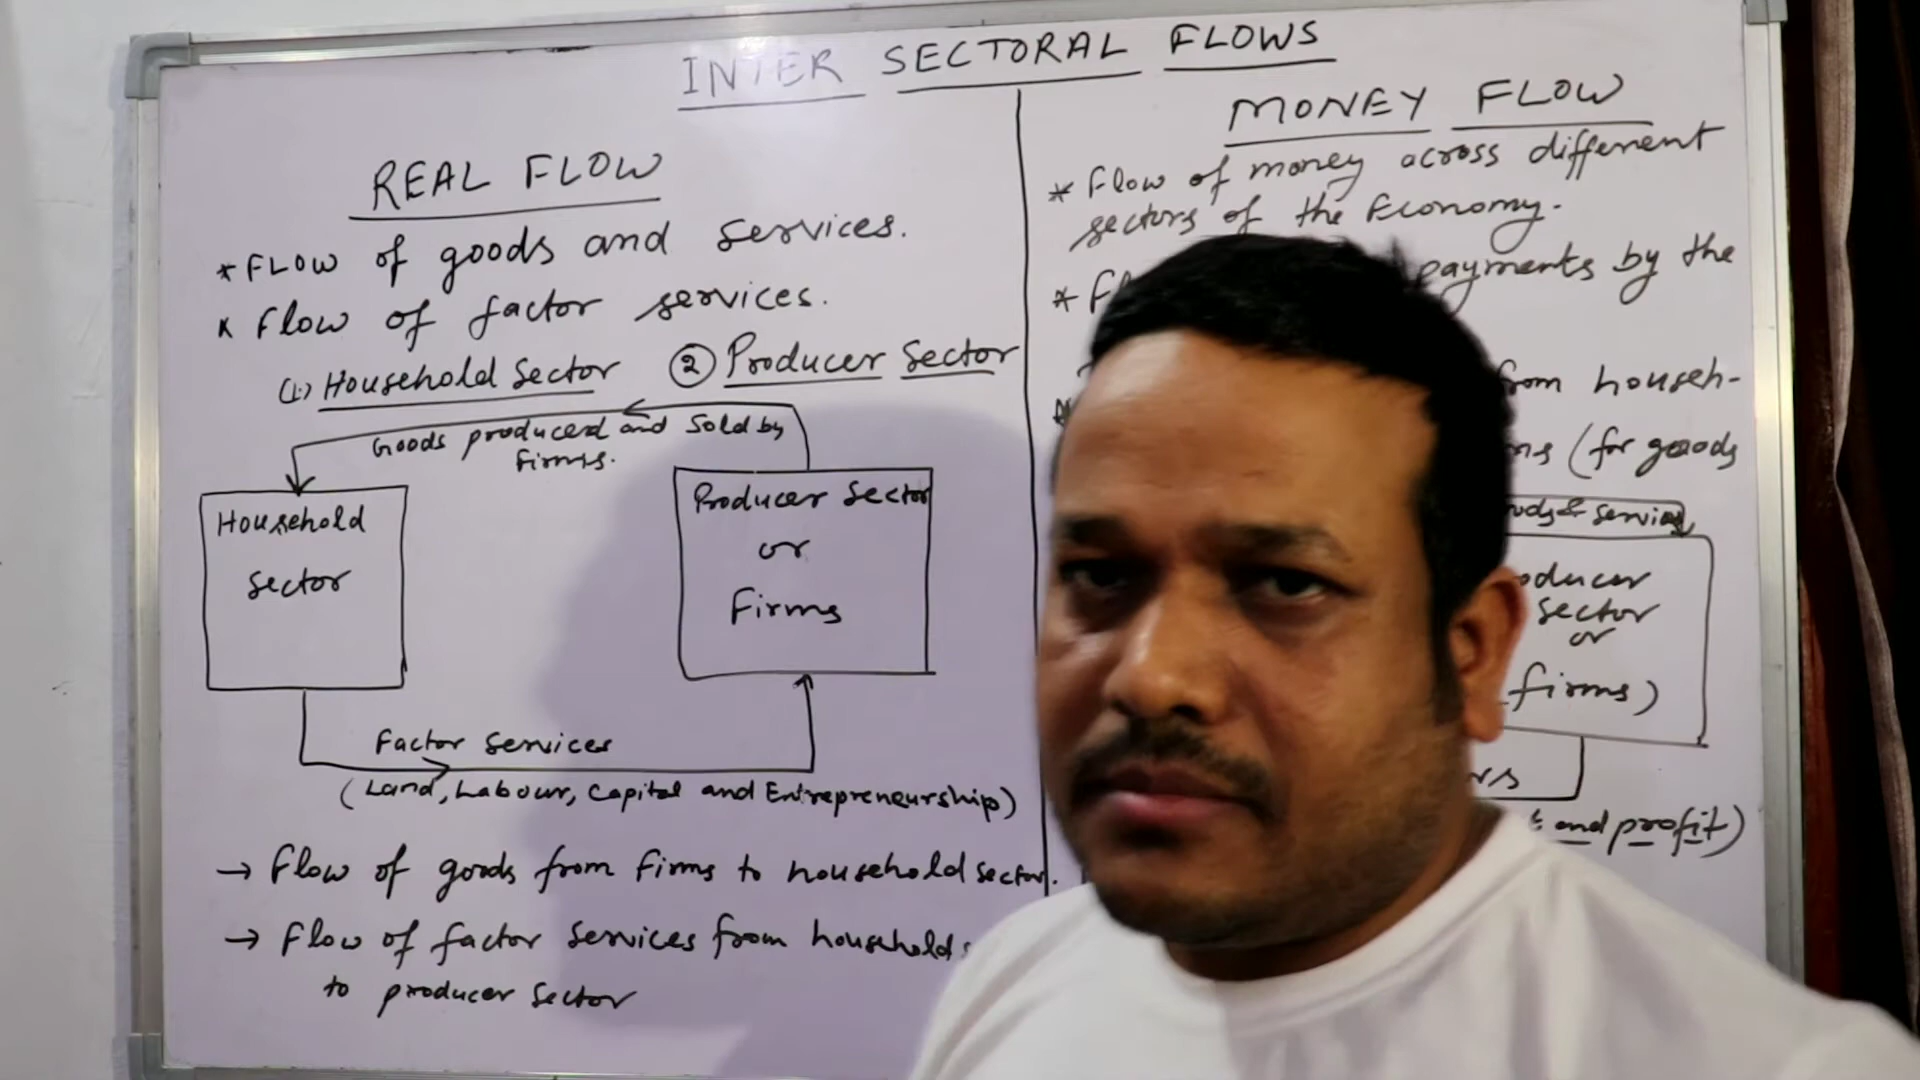 INTER SECTORAL FLOWS
REAL FLOW
* FLOW of goods and services.
* Flow of factor services.
(1.) Household Sector ② Producer Sector
Goods produced and sold by
firms.
Household
Sector
Producer Sector
or
Firms
Factor Services
(Land, Labour, Capital and Entrepreneurship)
→ Flow of goods from firms to household sector.
→ Flow of factor services from households
to producer sector
MONEY FLOW
* Flow of money across different
sectors of the Economy.
* payments by the
househ-
(for goods
Sector
or
firms)
and profit)